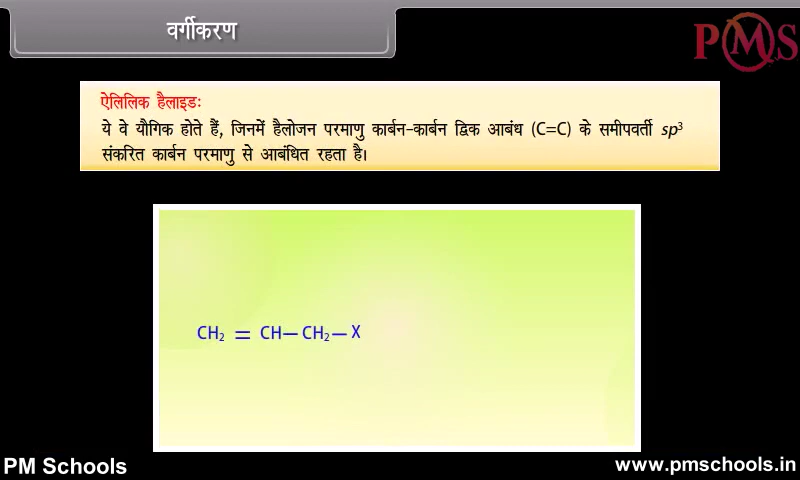 वर्गीकरण
PMS
ऐलिलिक हैलाइडः
ये वे यौगिक होते हैं, जिनमें हैलोजन परमाणु कार्बन-कार्बन द्विक आबंध (C=C) के समीपवर्ती sp³
संकरित कार्बन परमाणु से आबंधित रहता है।
CH₂ = CH—CH₂—X
PM Schools
www.pmschools.in